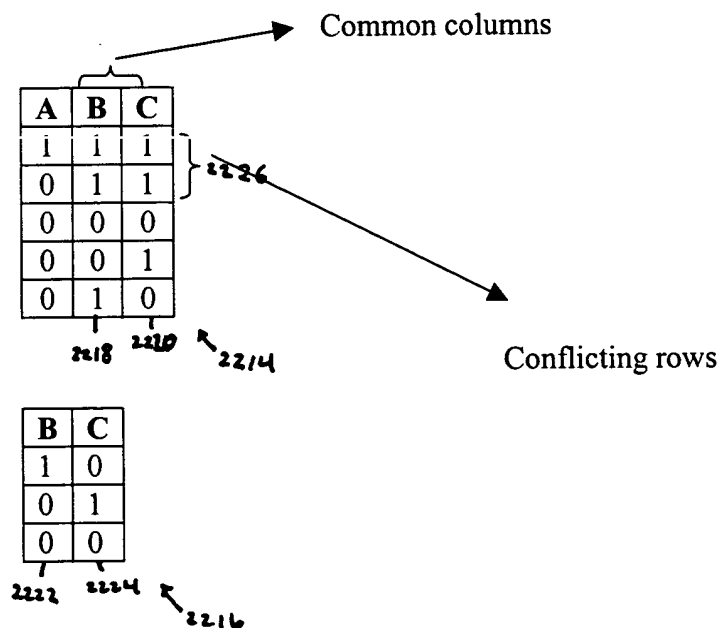 Common columns
A B C
1 1 1
2226
0 1 1
0 0 0
0 0 1
0 1 0
2218 2220 2214
Conflicting rows
B C
1 0
0 1
0 0
2222 2224 2216